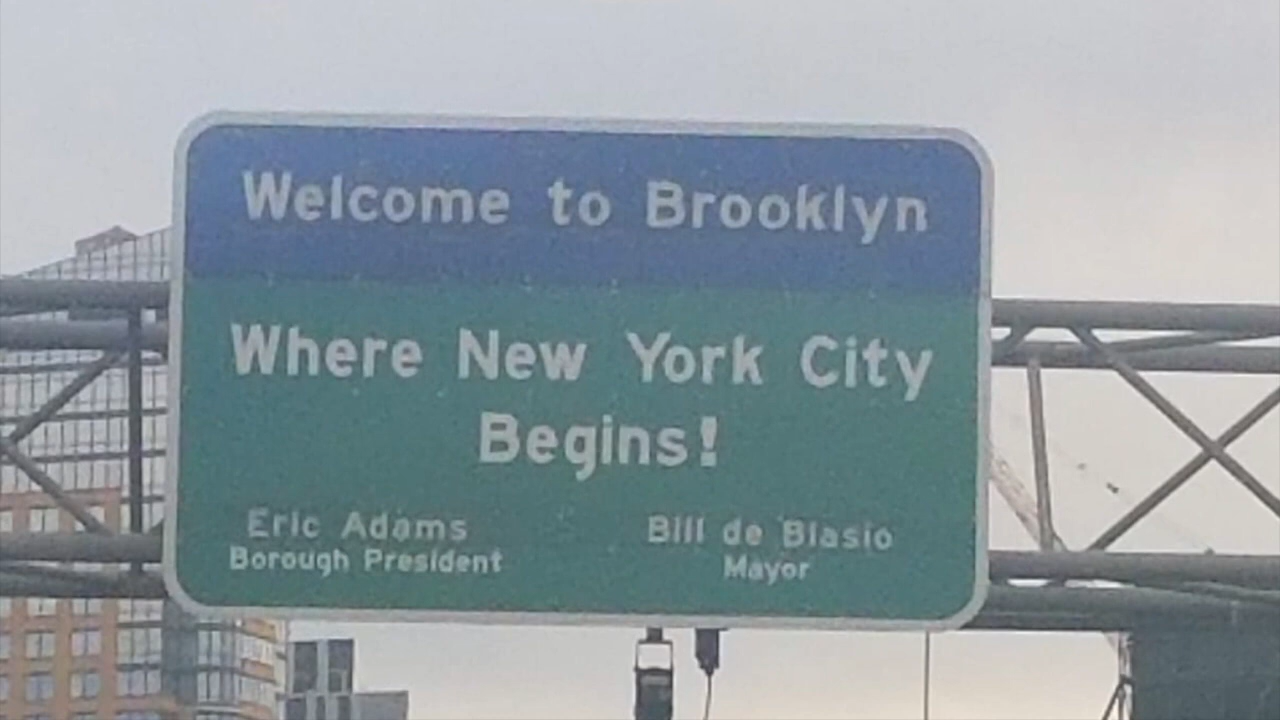 Welcome to Brooklyn
Where New York City
Begins!
Eric Adams
Borough President
Bill de Blasio
Mayor